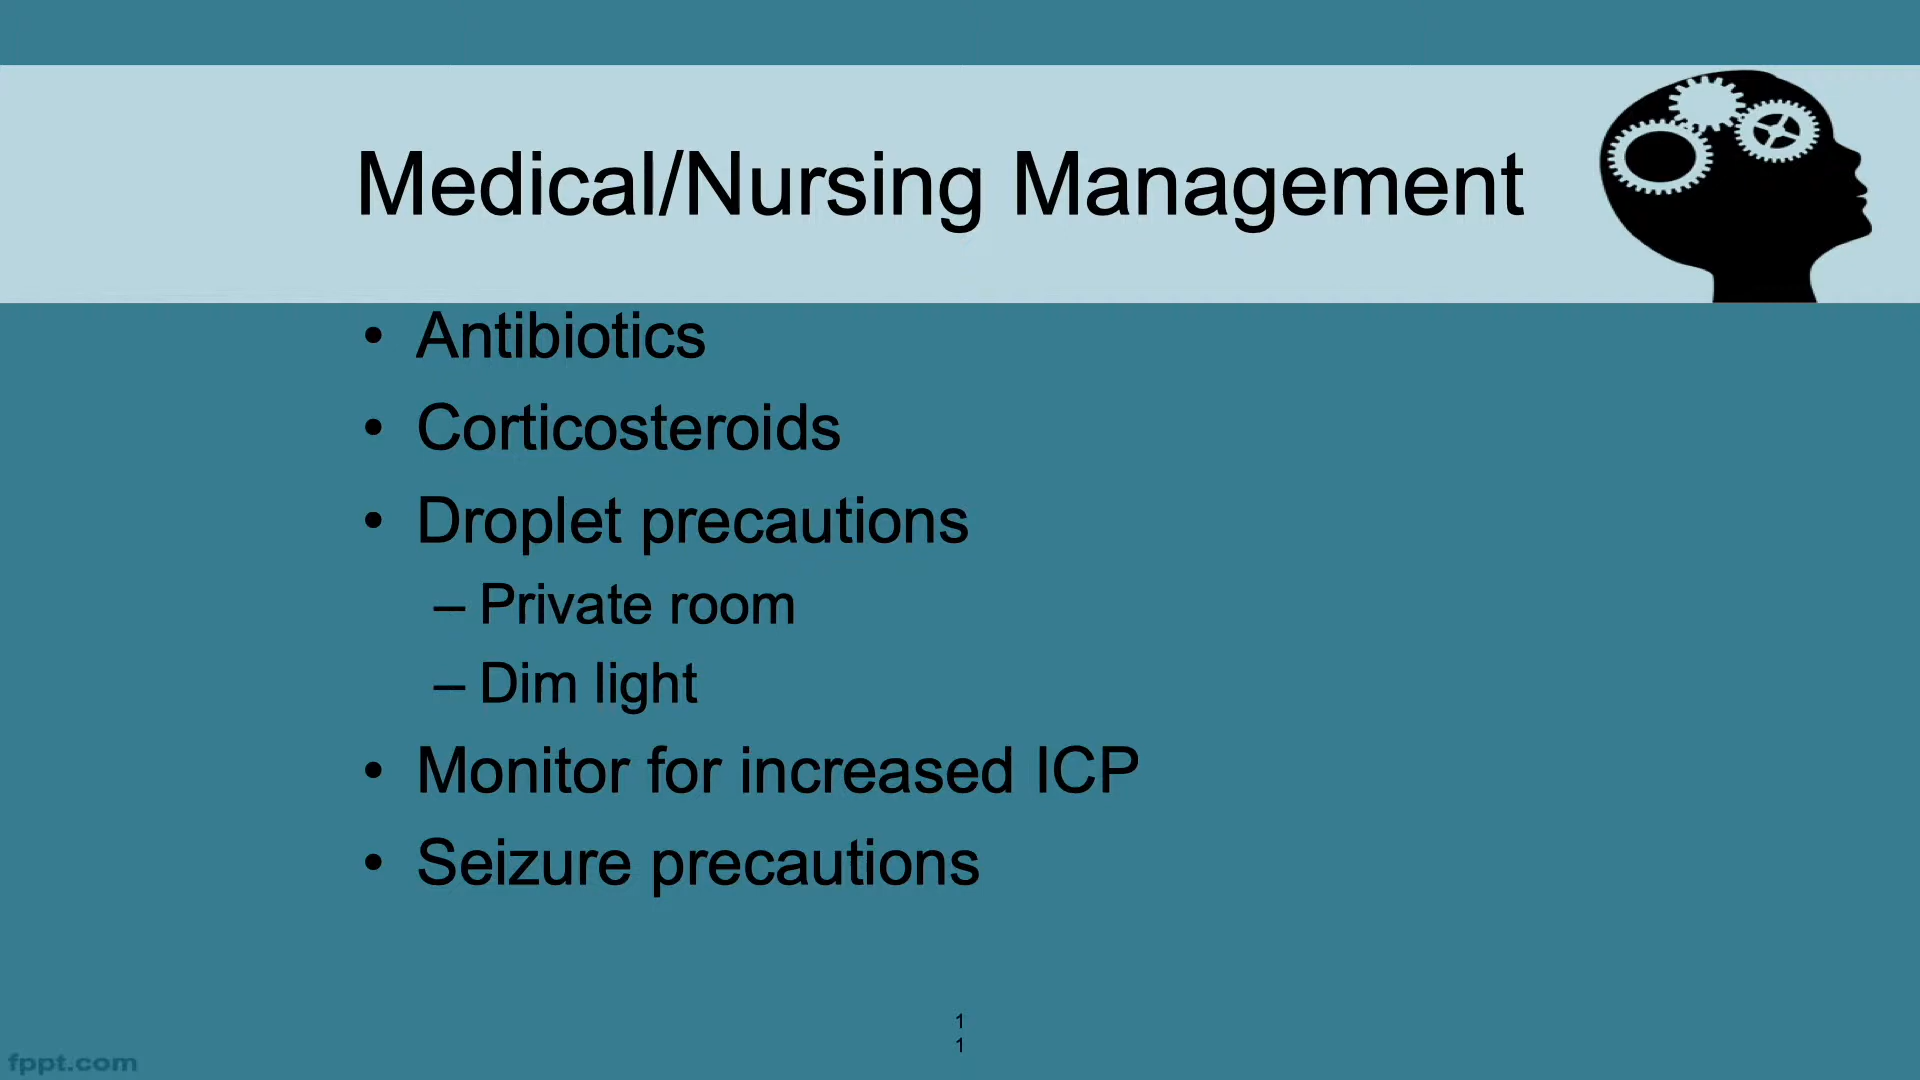 Medical/Nursing Management
• Antibiotics
• Corticosteroids
• Droplet precautions
– Private room
– Dim light
• Monitor for increased ICP
• Seizure precautions
1
1
fppt.com